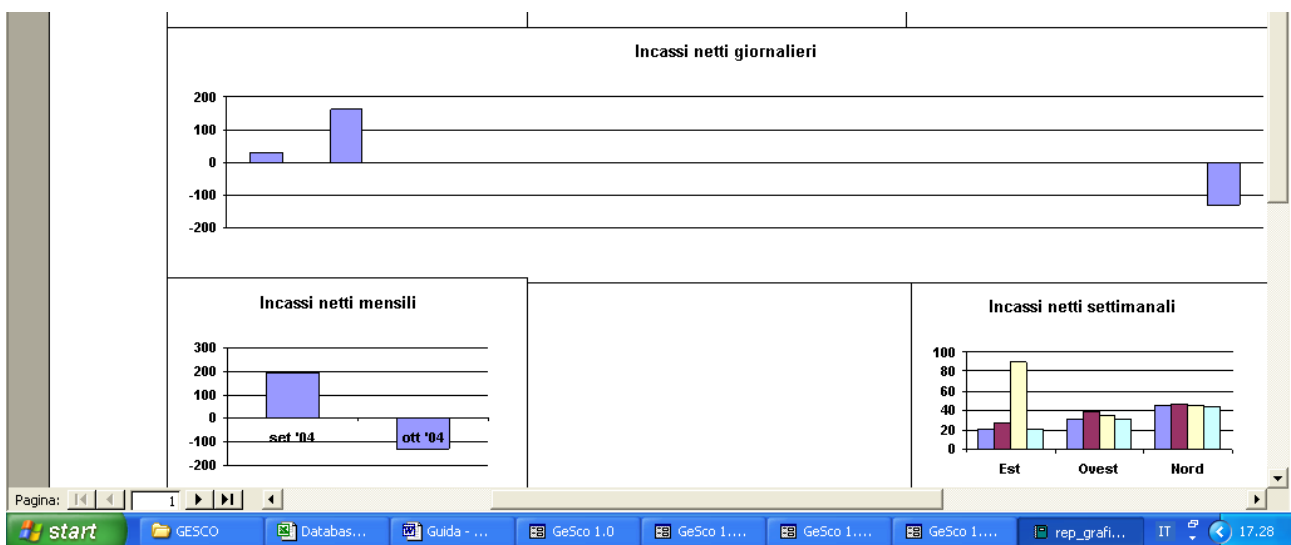 Incassi netti giornalieri
200
100
0
-100
-200
Incassi netti mensili
300
200
100
0
-100
-200
set '04
ott '04
Incassi netti settimanali
100
80
60
40
20
0
Est Ovest Nord
Pagina: 1
start GESCO Databas... Guida - ... GeSco 1.0 GeSco 1.... GeSco 1.... GeSco 1.... rep_grafi... IT 17.28